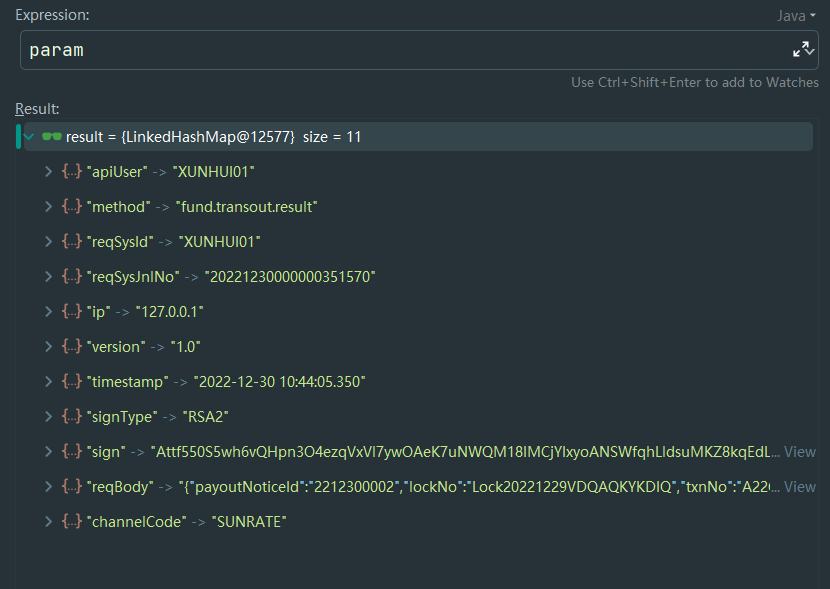 Expression:
Java
param
Use Ctrl+Shift+Enter to add to Watches
Result:
result = {LinkedHashMap@12577} size = 11
{...} "apiUser" -> "XUNHUI01"
{...} "method" -> "fund.transout.result"
{...} "reqSysId" -> "XUNHUI01"
{...} "reqSysJnlNo" -> "20221230000000351570"
{...} "ip" -> "127.0.0.1"
{...} "version" -> "1.0"
{...} "timestamp" -> "2022-12-30 10:44:05.350"
{...} "signType" -> "RSA2"
{...} "sign" -> "Attf550S5wh6vQHpn3O4ezqVxVl7ywOAeK7uNWQM18IMCjYlxyoANSWfqhLIdsuMKZ8kqEdL... View
{...} "reqBody" -> "{"payoutNoticeId":"2212300002","lockNo":"Lock20221229VDQAQKYKDIQ","txnNo":"A22... View
{...} "channelCode" -> "SUNRATE"